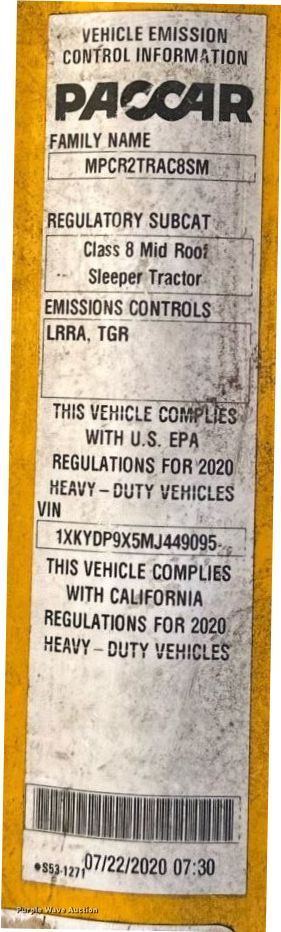 VEHICLE EMISSION
CONTROL INFORMATION
PACCAR
FAMILY NAME
MPCR2TRAC8SM
REGULATORY SUBCAT
Class 8 Mid Roof
Sleeper Tractor
EMISSIONS CONTROLS
LRRA, TGR
THIS VEHICLE COMPLIES
WITH U.S. EPA
REGULATIONS FOR 2020
HEAVY - DUTY VEHICLES
VIN
1XKYDP9X5MJ449095
THIS VEHICLE COMPLIES
WITH CALIFORNIA
REGULATIONS FOR 2020
HEAVY - DUTY VEHICLES
*S53-1271 07/22/2020 07:30
Purple Wave Auction